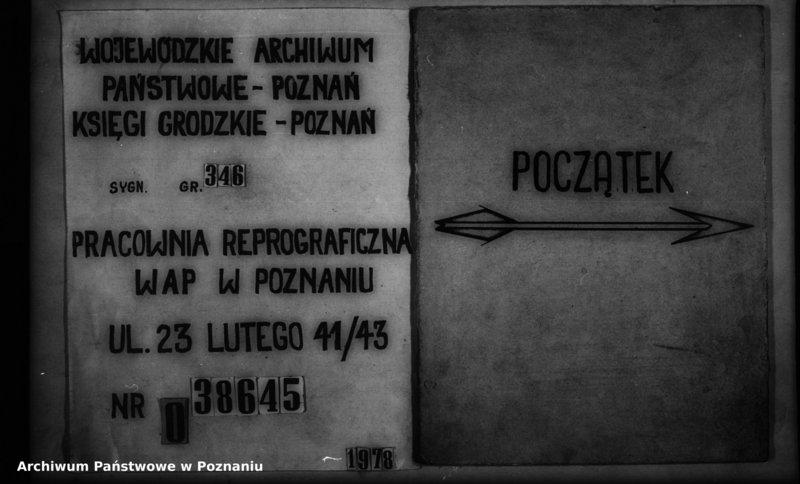 WOJEWÓDZKIE ARCHIWUM
PAŃSTWOWE - POZNAŃ
KSIĘGI GRODZKIE - POZNAŃ
SYGN. GR. 346
PRACOWNIA REPROGRAFICZNA
WAP W POZNANIU
UL. 23 LUTEGO 41/43
NR 0 38645
1978
POCZĄTEK
Archiwum Państwowe w Poznaniu